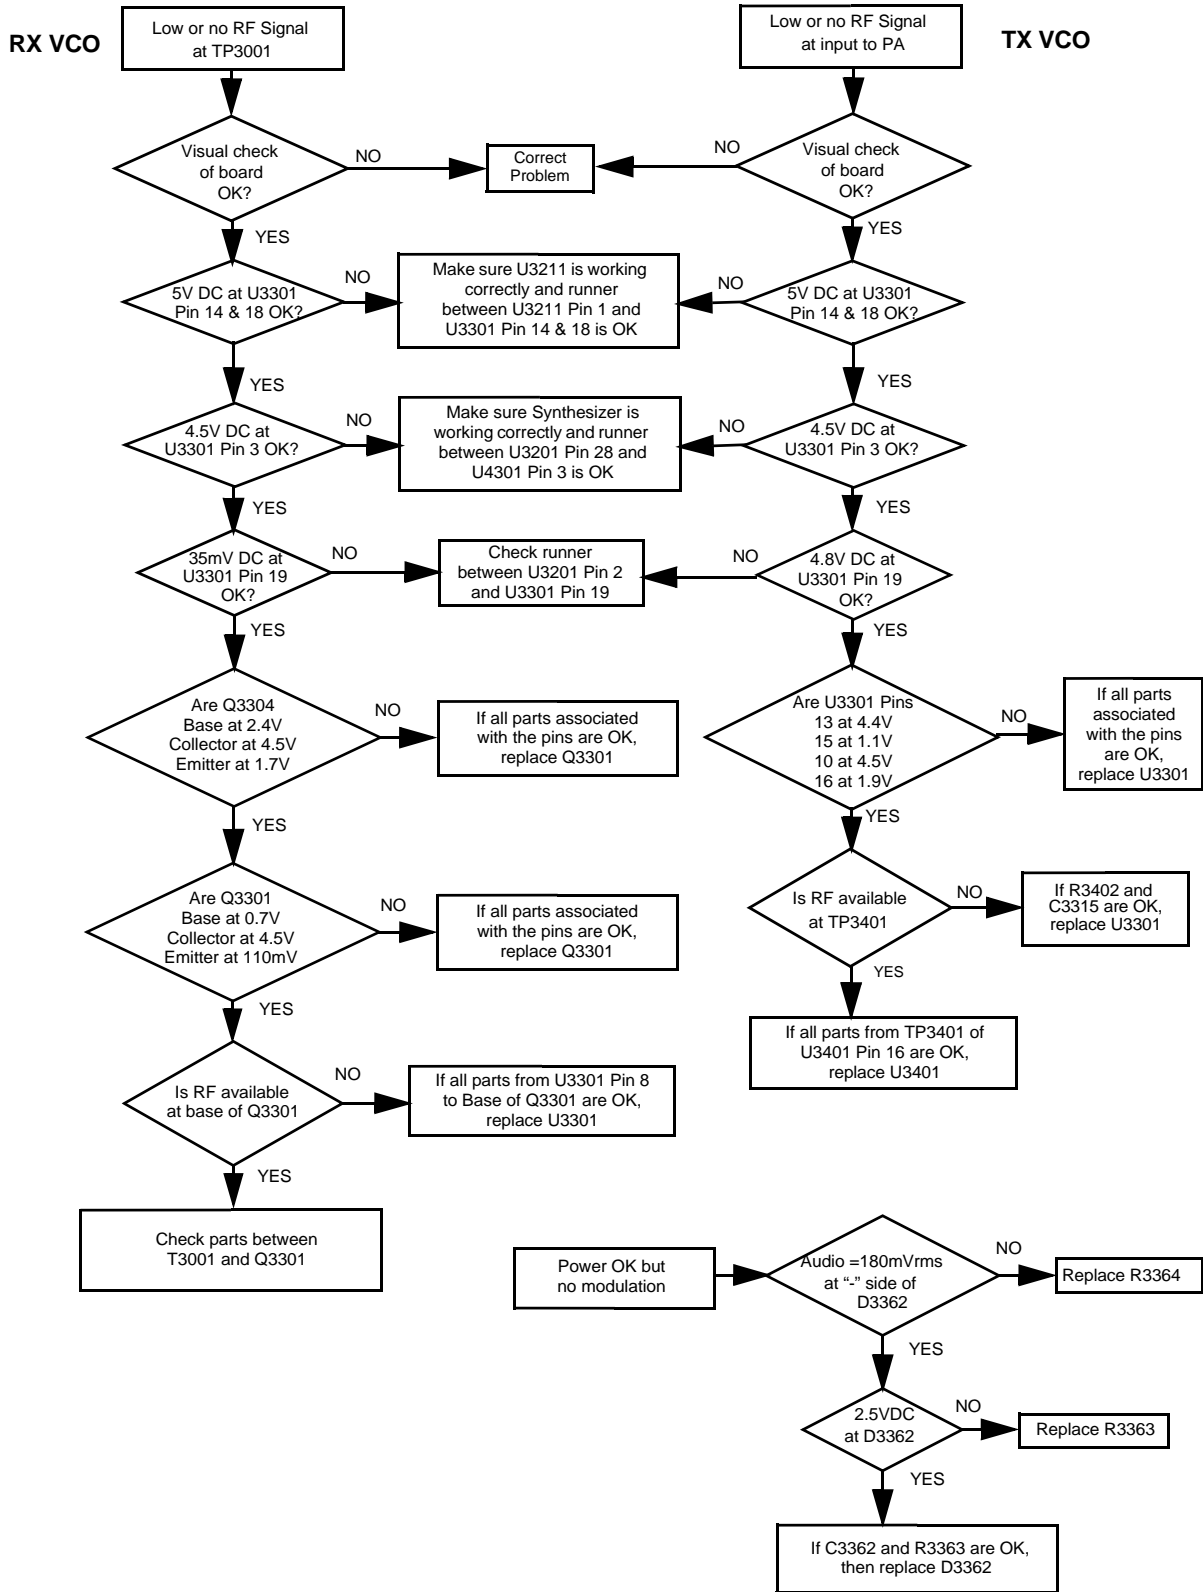 RX VCO
Low or no RF Signal
at TP3001
Low or no RF Signal
at input to PA
TX VCO
Visual check
of board
OK?
NO
Correct
Problem
NO
Visual check
of board
OK?
YES
YES
5V DC at U3301
Pin 14 & 18 OK?
NO
Make sure U3211 is working
correctly and runner
between U3211 Pin 1 and
U3301 Pin 14 & 18 is OK
NO
5V DC at U3301
Pin 14 & 18 OK?
YES
YES
4.5V DC at
U3301 Pin 3 OK?
NO
Make sure Synthesizer is
working correctly and runner
between U3201 Pin 28 and
U4301 Pin 3 is OK
NO
4.5V DC at
U3301 Pin 3 OK?
YES
YES
35mV DC at
U3301 Pin 19
OK?
NO
Check runner
between U3201 Pin 2
and U3301 Pin 19
NO
4.8V DC at
U3301 Pin 19
OK?
YES
YES
Are Q3304
Base at 2.4V
Collector at 4.5V
Emitter at 1.7V
NO
If all parts associated
with the pins are OK,
replace Q3301
Are U3301 Pins
13 at 4.4V
15 at 1.1V
10 at 4.5V
16 at 1.9V
NO
If all parts
associated
with the pins
are OK,
replace U3301
YES
YES
Are Q3301
Base at 0.7V
Collector at 4.5V
Emitter at 110mV
NO
If all parts associated
with the pins are OK,
replace Q3301
Is RF available
at TP3401
NO
If R3402 and
C3315 are OK,
replace U3301
YES
YES
If all parts from TP3401 of
U3401 Pin 16 are OK,
replace U3401
Is RF available
at base of Q3301
NO
If all parts from U3301 Pin 8
to Base of Q3301 are OK,
replace U3301
YES
Check parts between
T3001 and Q3301
Power OK but
no modulation
Audio =180mVrms
at “-” side of
D3362
NO
Replace R3364
YES
2.5VDC
at D3362
NO
Replace R3363
YES
If C3362 and R3363 are OK,
then replace D3362